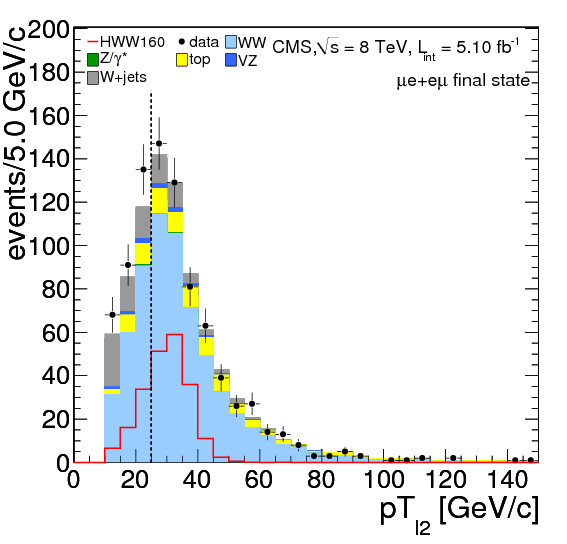 HWW160 data WW CMS,√s = 8 TeV, L_int = 5.10 fb⁻¹
Z/γ* top VZ
W+jets μe+eμ final state
events/5.0 GeV/c
200
180
160
140
120
100
80
60
40
20
0
0 20 40 60 80 100 120 140
pT_l2 [GeV/c]